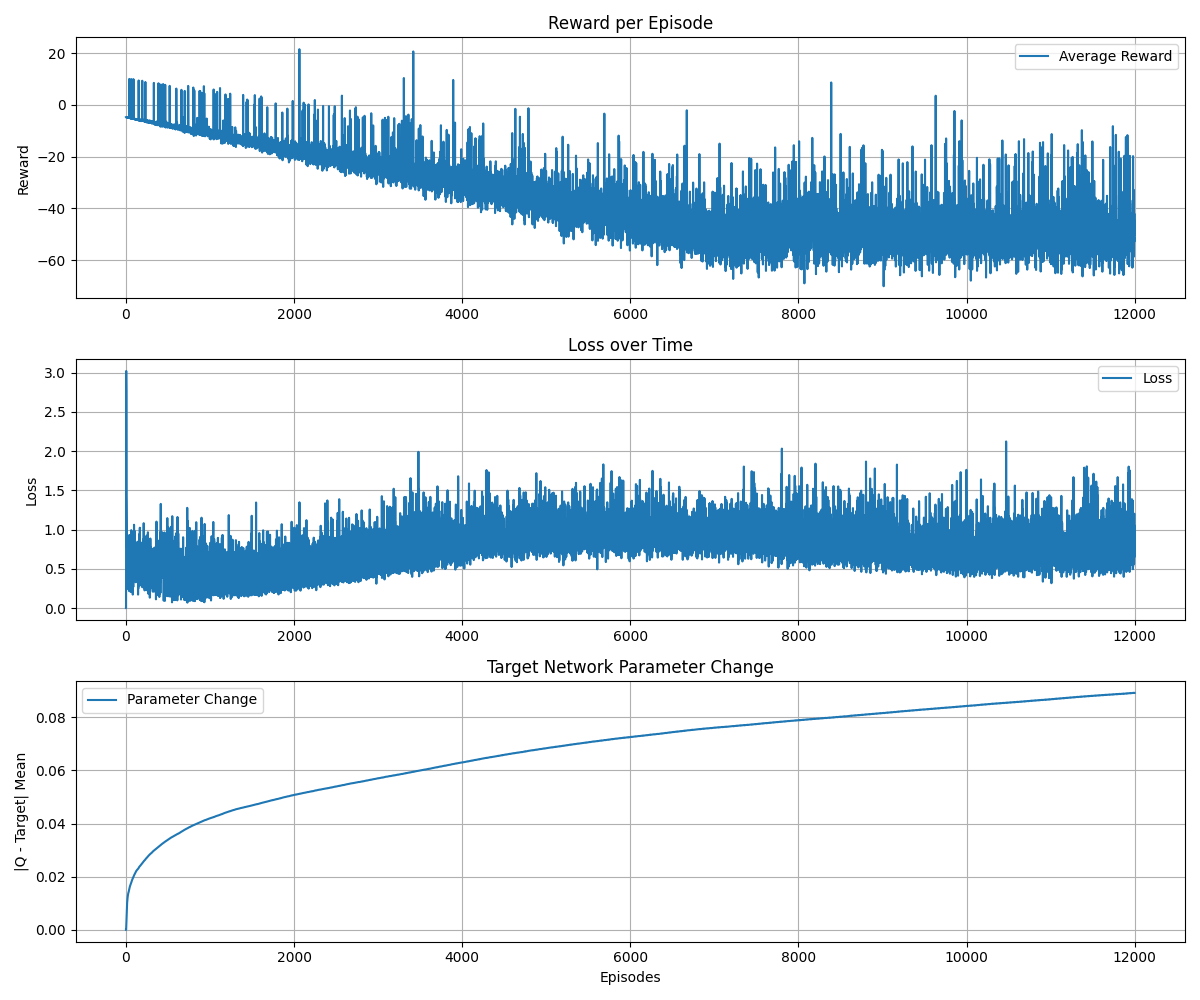 Reward per Episode
Reward
20
0
−20
−40
−60
Average Reward
0 2000 4000 6000 8000 10000 12000
Loss over Time
Loss
3.0
2.5
2.0
1.5
1.0
0.5
0.0
Loss
0 2000 4000 6000 8000 10000 12000
Target Network Parameter Change
|Q - Target| Mean
0.08
0.06
0.04
0.02
0.00
Parameter Change
0 2000 4000 6000 8000 10000 12000
Episodes